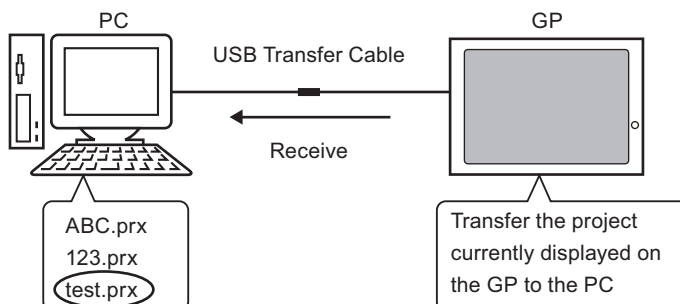 PC
GP
USB Transfer Cable
Receive
ABC.prx
123.prx
test.prx
Transfer the project
currently displayed on
the GP to the PC